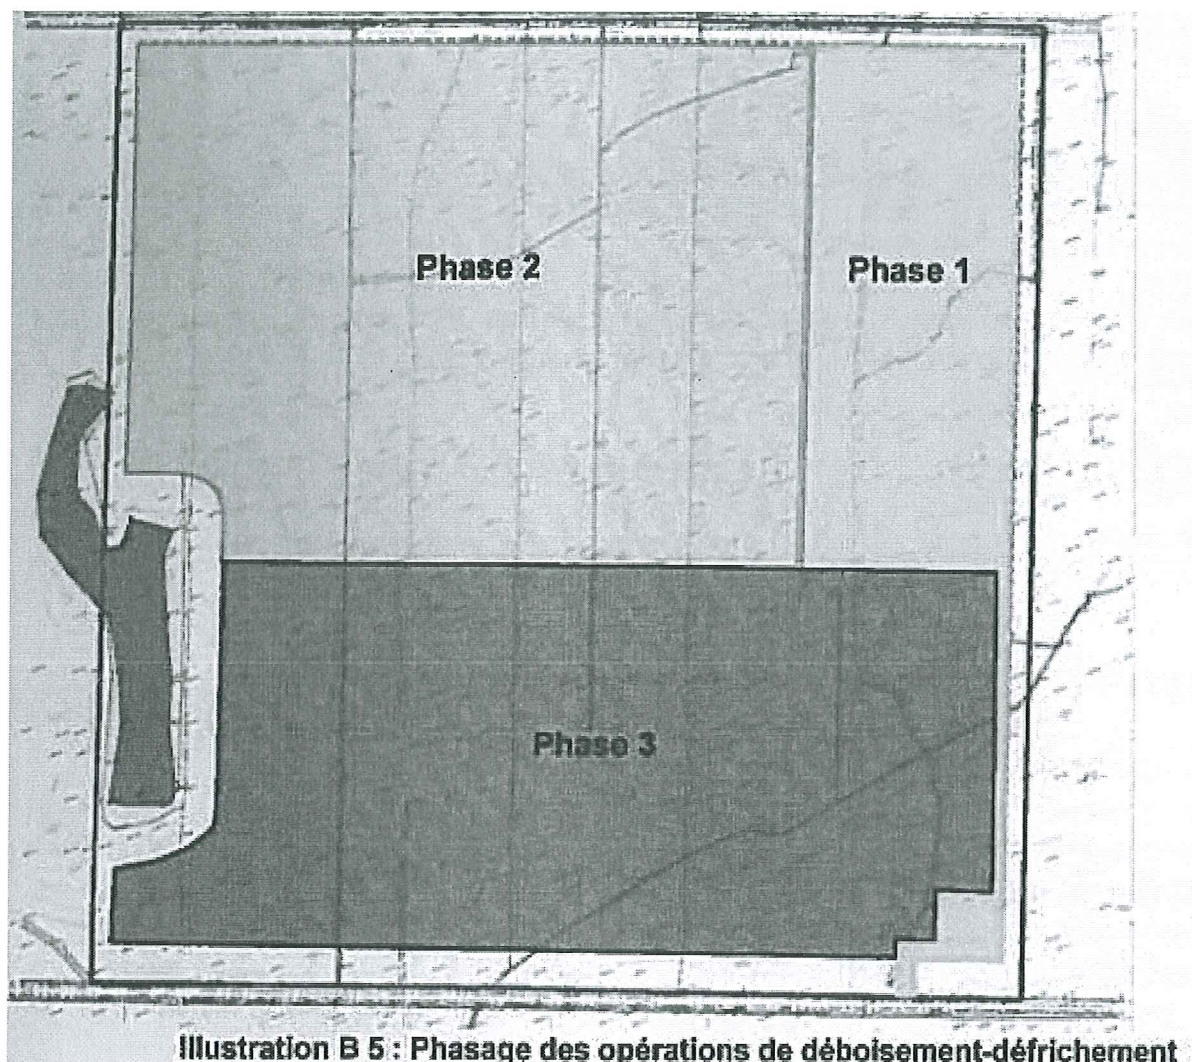 Phase 2
Phase 1
Phase 3
Illustration B 5 : Phasage des opérations de déboisement-défrichement